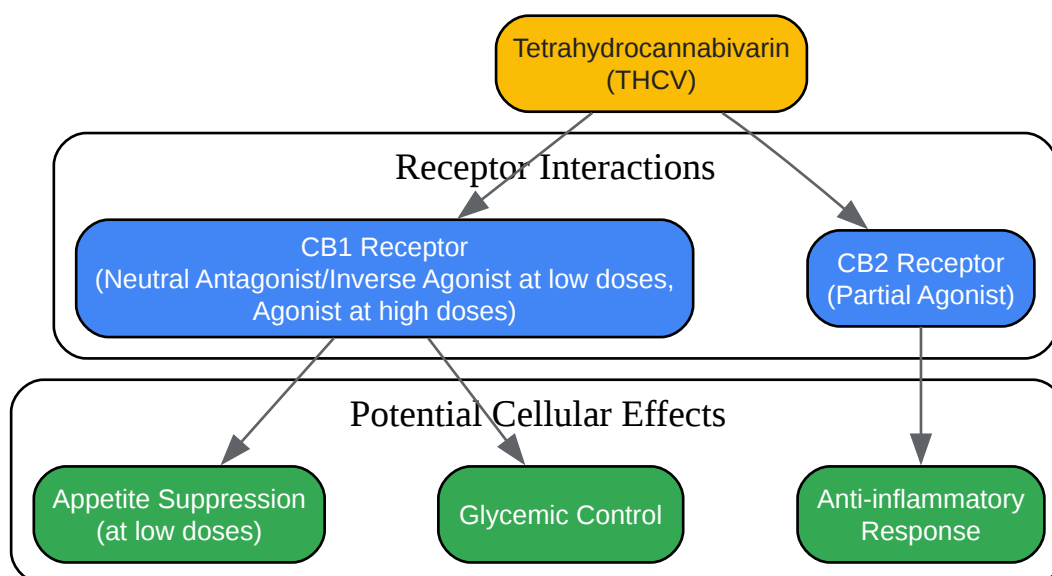 Tetrahydrocannabivarin
(THCV)
Receptor Interactions
CB1 Receptor
(Neutral Antagonist/Inverse Agonist at low doses,
Agonist at high doses)
CB2 Receptor
(Partial Agonist)
Potential Cellular Effects
Appetite Suppression
(at low doses)
Glycemic Control
Anti-inflammatory
Response